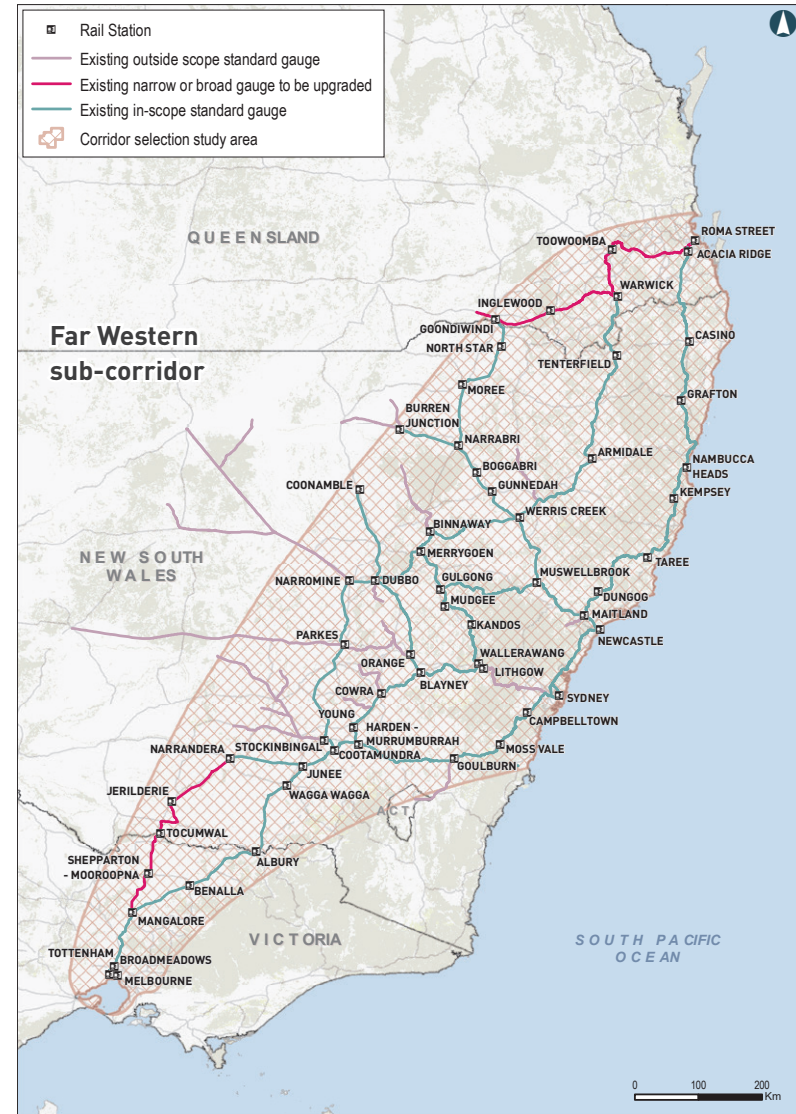 Rail Station
Existing outside scope standard gauge
Existing narrow or broad gauge to be upgraded
Existing in-scope standard gauge
Corridor selection study area
QUEENSLAND
ROMA STREET
TOOWOOMBA
ACACIA RIDGE
WARWICK
INGLEWOOD
GOONDIWINDI
Far Western
sub-corridor
NORTH STAR
CASINO
TENTERFIELD
MOREE
GRAFTON
BURREN
JUNCTION
NARRABRI
ARMIDALE
NAMBUCCA
HEADS
BOGGABRI
COONAMBLE
GUNNEDAH
KEMPSEY
WERRIS CREEK
BINNAWAY
NEW SOUTH
WALES
MERRYGOEN
TAREE
NARROMINE
DUBBO
GULGONG
MUSWELLBROOK
DUNGOG
MUDGEE
MAITLAND
KANDOS
NEWCASTLE
PARKES
ORANGE
WALLERAWANG
LITHGOW
BLAYNEY
COWRA
SYDNEY
YOUNG
CAMPBELLTOWN
HARDEN -
MURRUMBURRAH
STOCKINBINGAL
MOSS VALE
NARRANDERA
COOTAMUNDRA
GOULBURN
JUNEE
WAGGA WAGGA
JERILDERIE
ACT
TOCUMWAL
ALBURY
SHEPPARTON
- MOOROOPNA
BENALLA
MANGALORE
VICTORIA
SOUTH PACIFIC
OCEAN
TOTTENHAM
BROADMEADOWS
MELBOURNE
0 100 200
Km